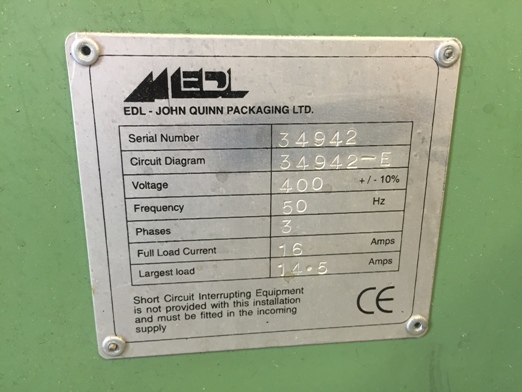 EDL
EDL - JOHN QUINN PACKAGING LTD.
Serial Number 34942
Circuit Diagram 34942-E
Voltage 400 +/- 10%
Frequency 50 Hz
Phases 3
Full Load Current 16 Amps
Largest load 14.5 Amps
Short Circuit Interrupting Equipment
is not provided with this installation
and must be fitted in the incoming
supply
CE